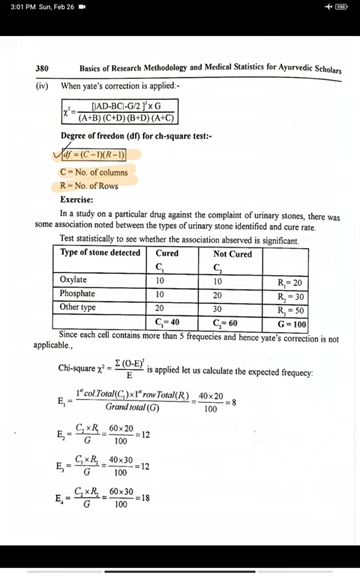 3:01 PM Sun, Feb 26
380 Basics of Research Methodology and Medical Statistics for Ayurvedic Scholars
(iv) When yate's correction is applied:-
χ² = [|AD-BC|-G/2 ]² x G / (A+B) (C+D) (B+D) (A+C)
Degree of freedon (df) for ch-square test:-
df = (C – 1)(R – 1)
C = No. of columns
R = No. of Rows
Exercise:
In a study on a particular drug against the complaint of urinary stones, there was
some association noted between the types of urinary stone identified and cure rate.
Test statistically to see whether the association abserved is significant.
Type of stone detected Cured Not Cured
C₁ C₂
Oxylate 10 10 R₁ = 20
Phosphate 10 20 R₂ = 30
Other type 20 30 R₃ = 50
C₁= 40 C₂= 60 G = 100
Since each cell contains more than 5 frequecies and hence yate's correction is not
applicable.,
Chi-square χ² = Σ (O-E)² / E is applied let us calculate the expected frequecy:
E₁ = 1ˢᵗ col.Total(C₁) × 1ˢᵗ row Total(R₁) / Grand total (G) = 40×20 / 100 = 8
E₂ = C₂ × R₁ / G = 60×20 / 100 = 12
E₃ = C₁ × R₂ / G = 40×30 / 100 = 12
E₄ = C₂ × R₂ / G = 60×30 / 100 = 18